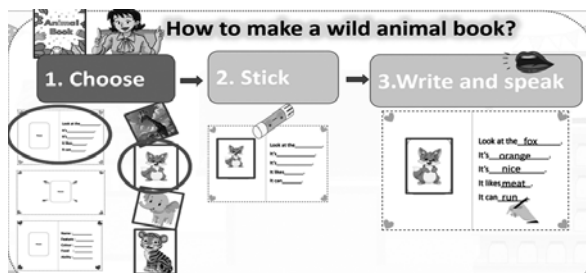 Animal
Book
How to make a wild animal book?
1. Choose
2. Stick
3.Write and speak
Look at the
It's
It's
It likes
It can
Name:
Look at the
It's
It's
It likes
It can
Look at the fox
It's orange
It's nice
It likes meat
It can run